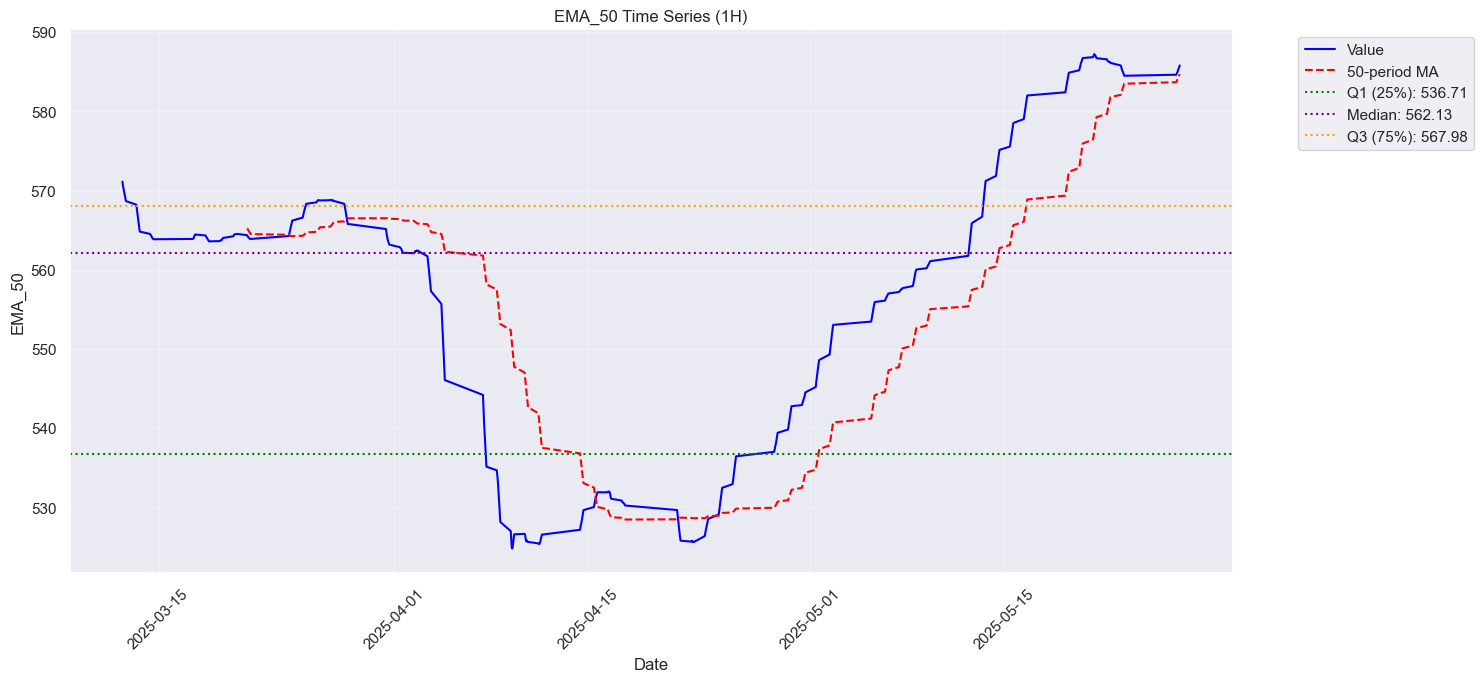 EMA_50 Time Series (1H)
590
580
570
560
550
540
530
EMA_50
2025-03-15
2025-04-01
2025-04-15
2025-05-01
2025-05-15
Date
Value
50-period MA
Q1 (25%): 536.71
Median: 562.13
Q3 (75%): 567.98